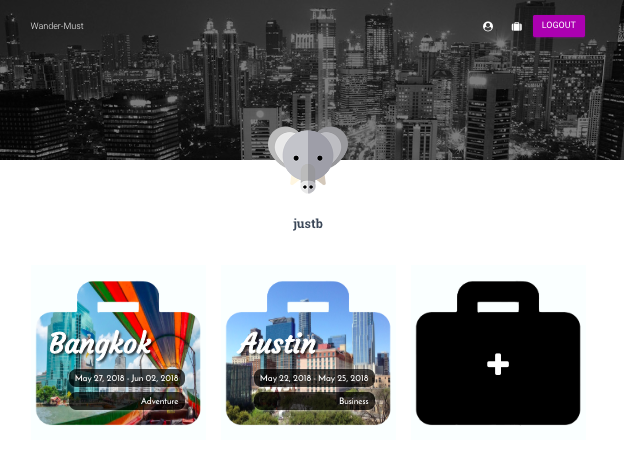 Wander-Must
LOGOUT
justb
Bangkok
May 27, 2018 - Jun 02, 2018
Adventure
Austin
May 22, 2018 - May 25, 2018
Business